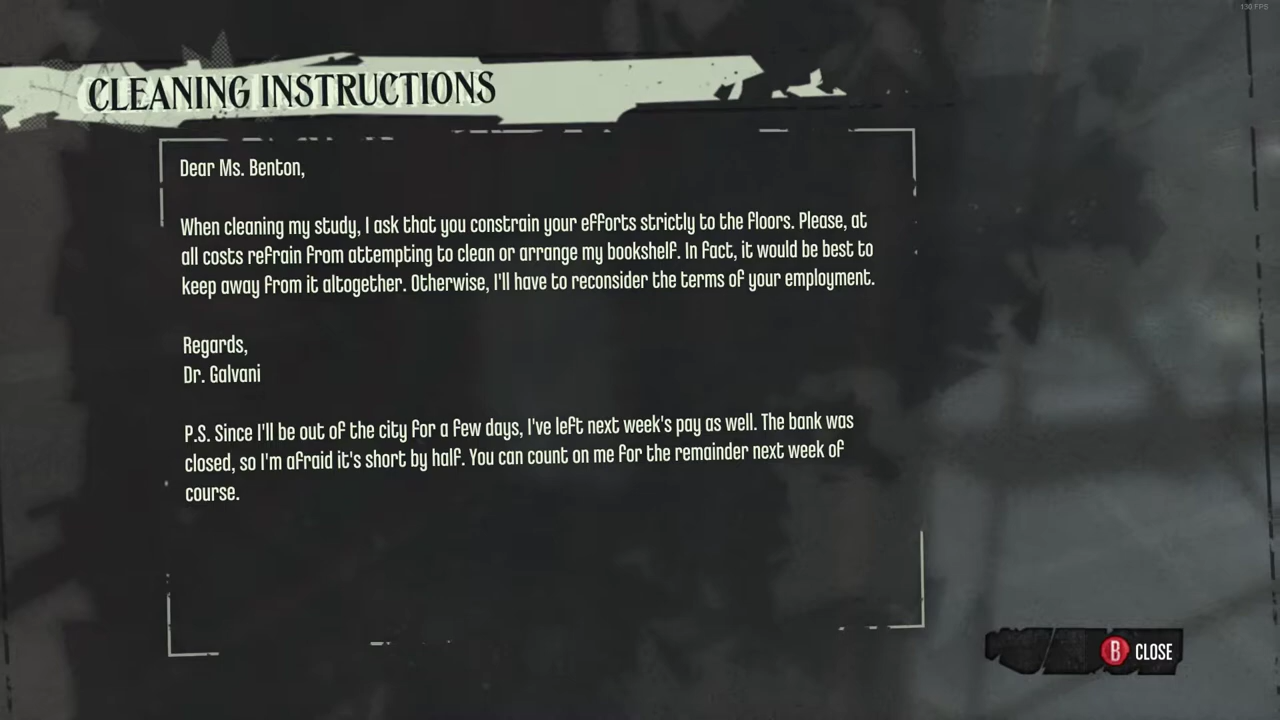 130 FPS
CLEANING INSTRUCTIONS
Dear Ms. Benton,
When cleaning my study, I ask that you constrain your efforts strictly to the floors. Please, at
all costs refrain from attempting to clean or arrange my bookshelf. In fact, it would be best to
keep away from it altogether. Otherwise, I'll have to reconsider the terms of your employment.
Regards,
Dr. Galvani
P.S. Since I'll be out of the city for a few days, I've left next week's pay as well. The bank was
closed, so I'm afraid it's short by half. You can count on me for the remainder next week of
course.
B CLOSE